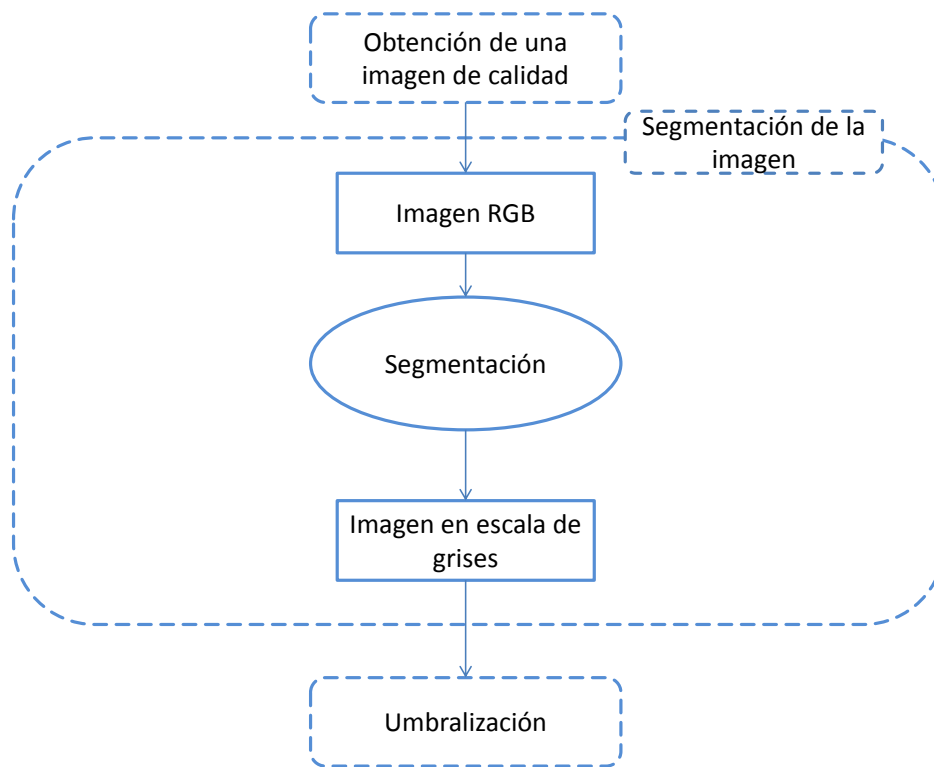 Obtención de una
imagen de calidad
Segmentación de la
imagen
Imagen RGB
Segmentación
Imagen en escala de
grises
Umbralización